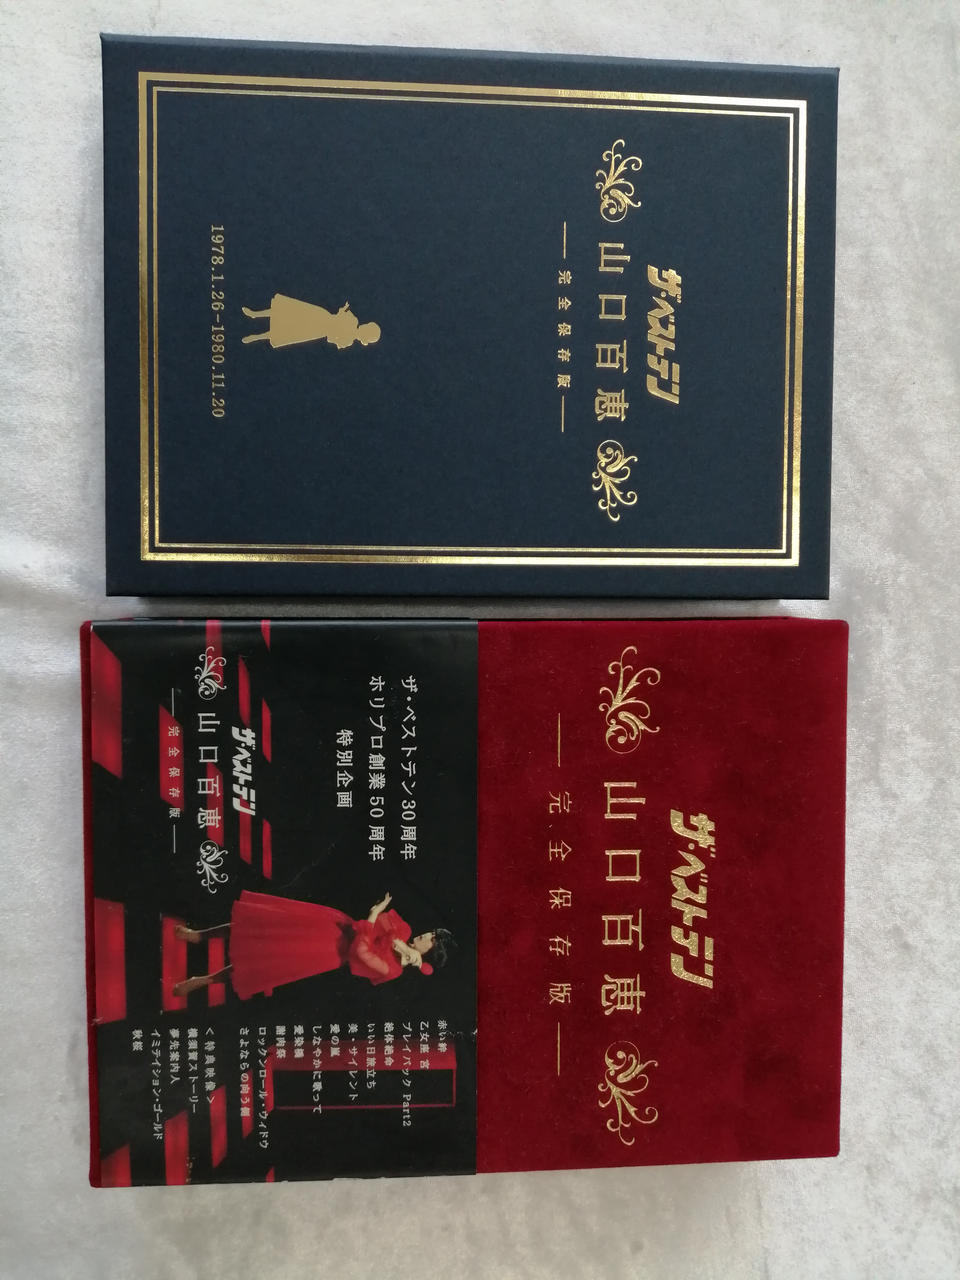 ザ・ベストテン
山口百恵
完全保存版
1978.1.26-1980.11.20
ザ・ベストテン
山口百恵
完全保存版
ザ・ベストテン30周年
ホリプロ創業50周年
特別企画
ザ・ベストテン
山口百恵
完全保存版
赤い絆
乙女座 宮
プレイバック Part2
絶体絶命
いい日旅立ち
美・サイレント
愛の嵐
しなやかに歌って
愛染橋
謝肉祭
ロックンロール・ウィドウ
さよならの向う側
<特典映像>
横須賀ストーリー
夢先案内人
イミテイション・ゴールド
秋桜